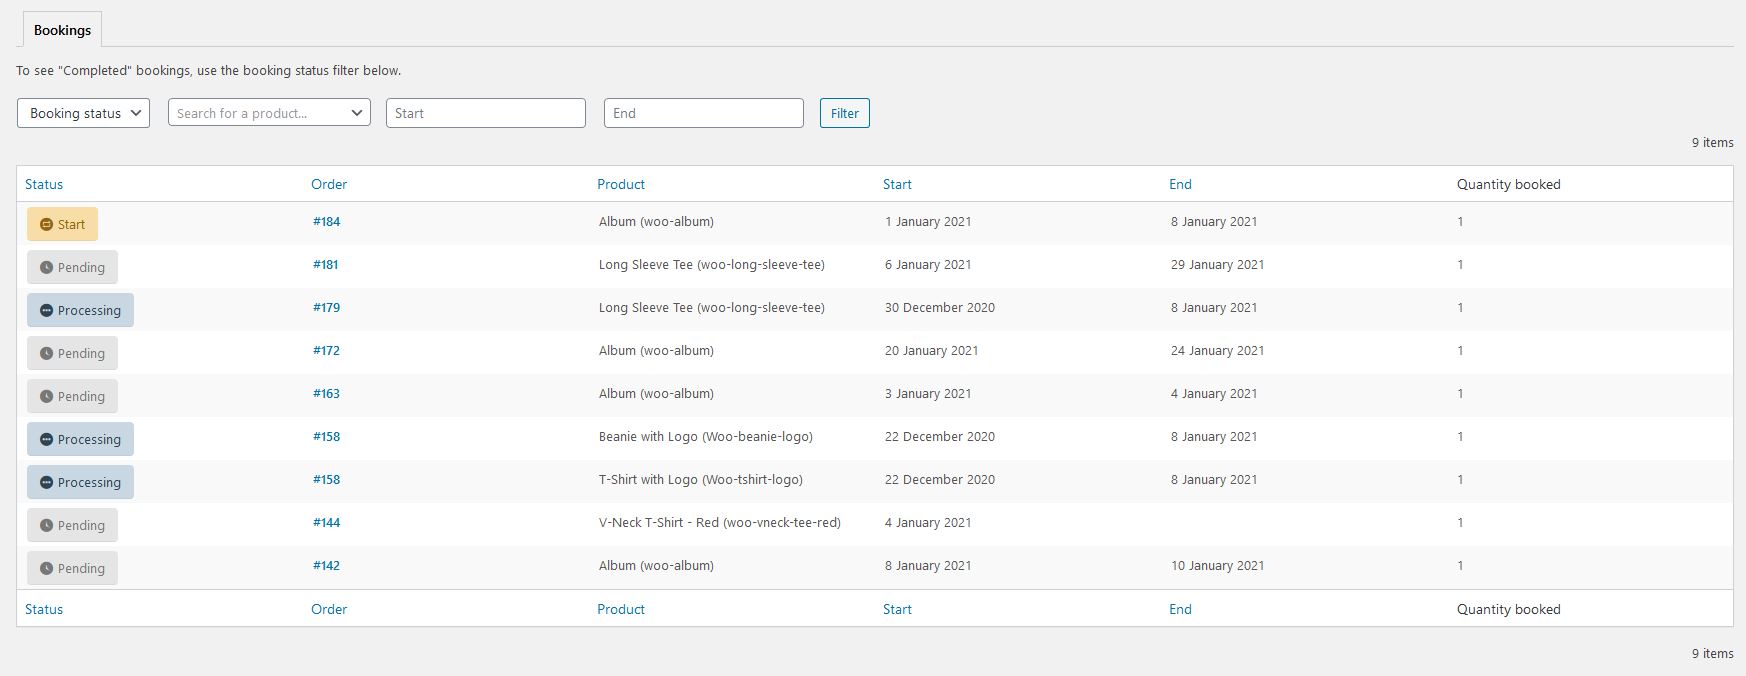 Bookings
To see "Completed" bookings, use the booking status filter below.
Booking status Search for a product... Start End Filter
9 items
Status Order Product Start End Quantity booked
Start #184 Album (woo-album) 1 January 2021 8 January 2021 1
Pending #181 Long Sleeve Tee (woo-long-sleeve-tee) 6 January 2021 29 January 2021 1
Processing #179 Long Sleeve Tee (woo-long-sleeve-tee) 30 December 2020 8 January 2021 1
Pending #172 Album (woo-album) 20 January 2021 24 January 2021 1
Pending #163 Album (woo-album) 3 January 2021 4 January 2021 1
Processing #158 Beanie with Logo (Woo-beanie-logo) 22 December 2020 8 January 2021 1
Processing #158 T-Shirt with Logo (Woo-tshirt-logo) 22 December 2020 8 January 2021 1
Pending #144 V-Neck T-Shirt - Red (woo-vneck-tee-red) 4 January 2021 1
Pending #142 Album (woo-album) 8 January 2021 10 January 2021 1
Status Order Product Start End Quantity booked
9 items